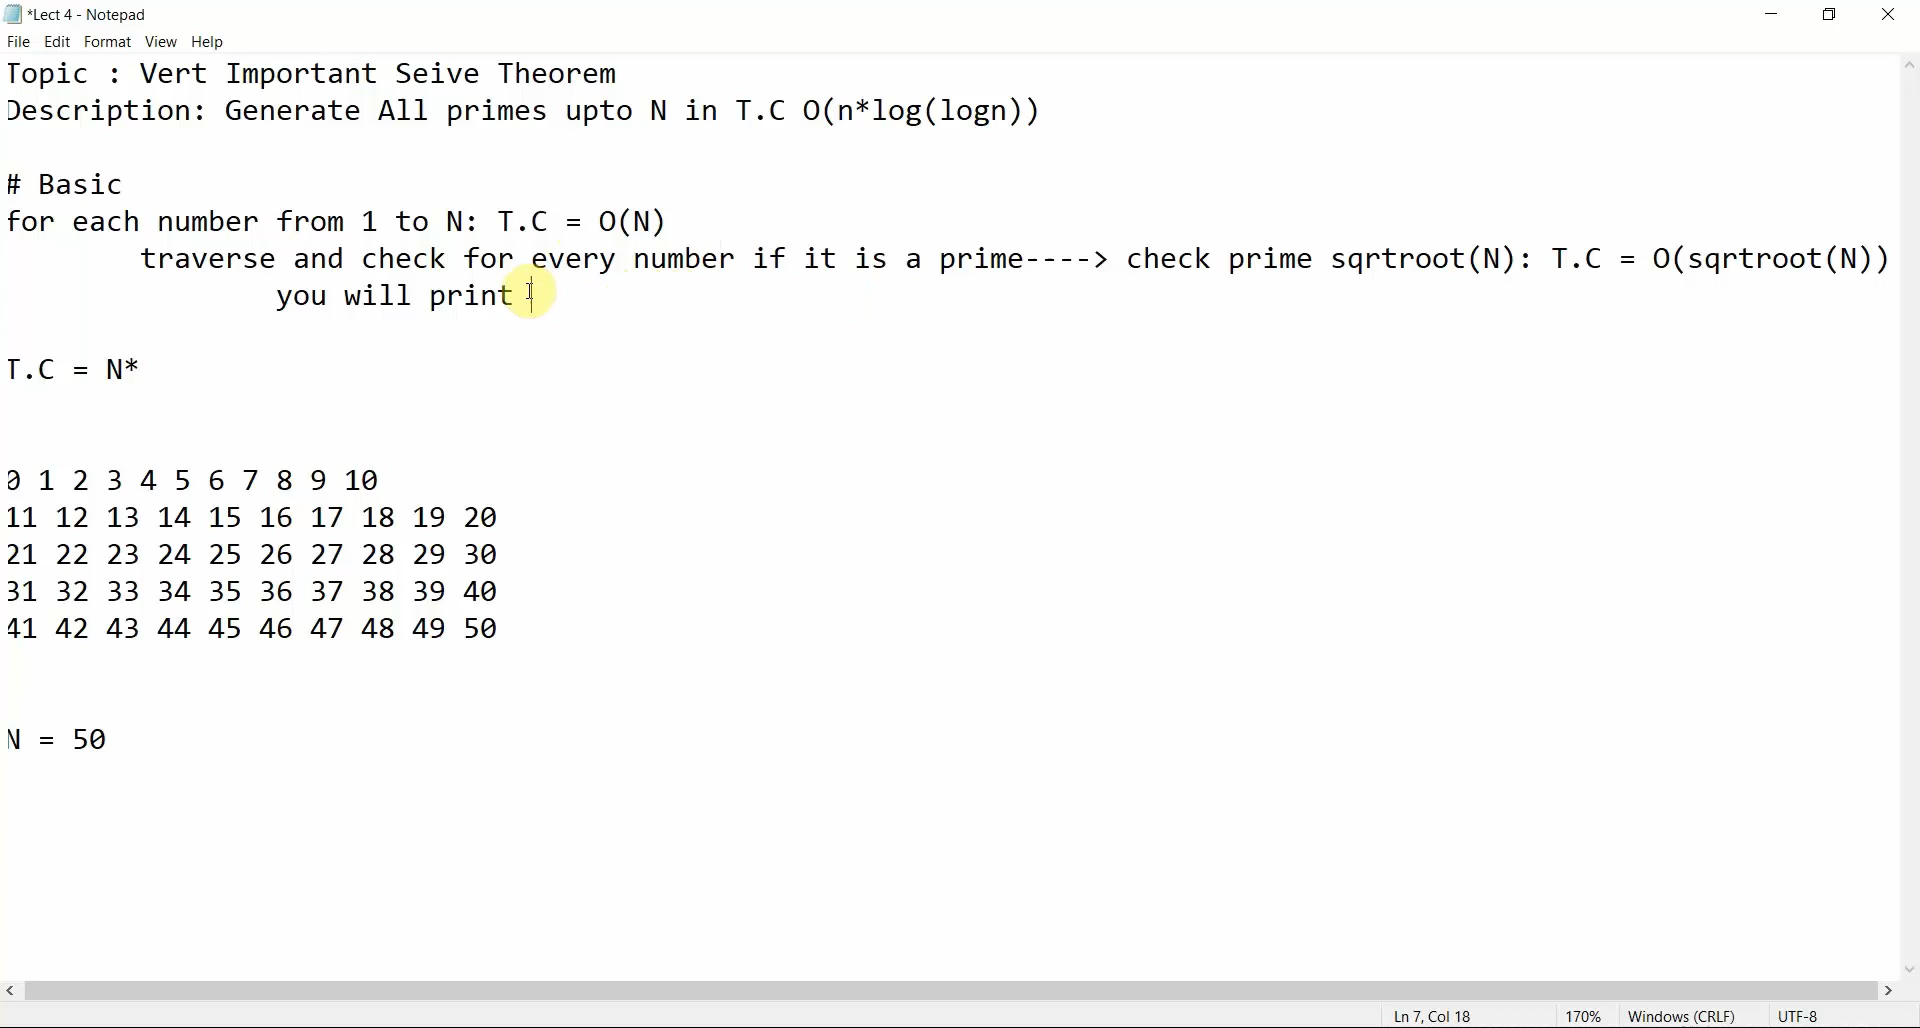 *Lect 4 - Notepad
File Edit Format View Help
Topic : Vert Important Seive Theorem
Description: Generate All primes upto N in T.C O(n*log(logn))
# Basic
for each number from 1 to N: T.C = O(N)
traverse and check for every number if it is a prime----> check prime sqrtroot(N): T.C = O(sqrtroot(N))
you will print
T.C = N*
0 1 2 3 4 5 6 7 8 9 10
11 12 13 14 15 16 17 18 19 20
21 22 23 24 25 26 27 28 29 30
31 32 33 34 35 36 37 38 39 40
41 42 43 44 45 46 47 48 49 50
N = 50
Ln 7, Col 18 170% Windows (CRLF) UTF-8